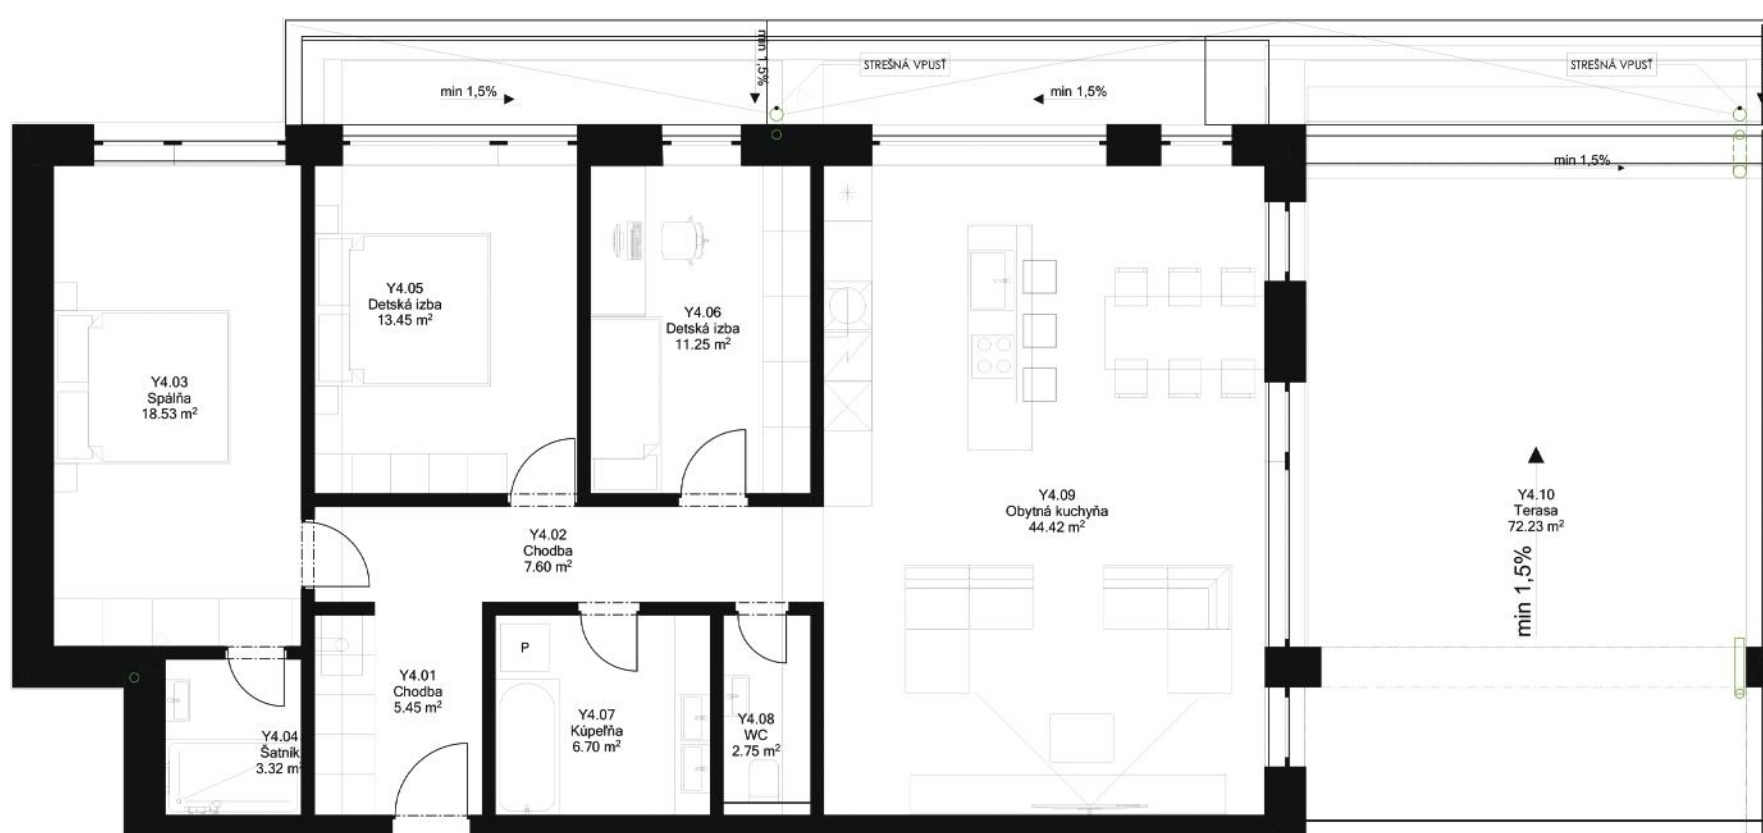 min 1,5%
STREŠNÁ VPUSŤ
STREŠNÁ VPUSŤ
min 1,5%
min 1,5%
min 1,5%
Y4.05
Detská izba
13.45 m²
Y4.06
Detská izba
11.25 m²
Y4.03
Spálňa
18.53 m²
Y4.09
Obytná kuchyňa
44.42 m²
Y4.10
Terasa
72.23 m²
min 1,5%
Y4.02
Chodba
7.60 m²
P
Y4.01
Chodba
5.45 m²
Y4.07
Kúpeľňa
6.70 m²
Y4.08
WC
2.75 m²
Y4.04
Šatník
3.32 m²